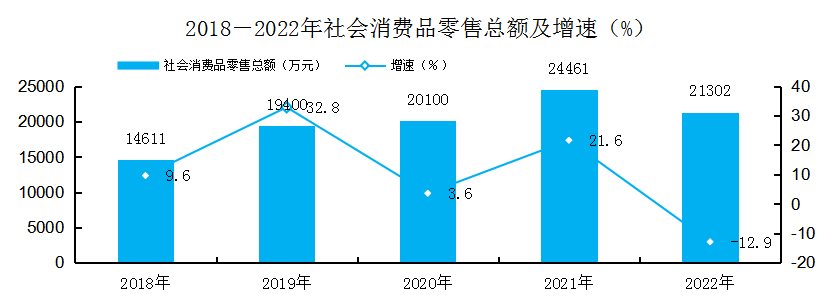 2018－2022年社会消费品零售总额及增速（%）
社会消费品零售总额（万元） 增速（%）
25000 20000 15000 10000 5000 0
14611 19400 20100 24461 21302
9.6 32.8 3.6 21.6 -12.9
40 30 20 10 0 -10 -20
2018年 2019年 2020年 2021年 2022年